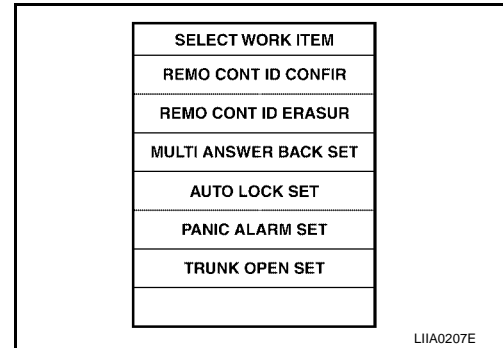 SELECT WORK ITEM
REMO CONT ID CONFIR
REMO CONT ID ERASUR
MULTI ANSWER BACK SET
AUTO LOCK SET
PANIC ALARM SET
TRUNK OPEN SET
LIIA0207E